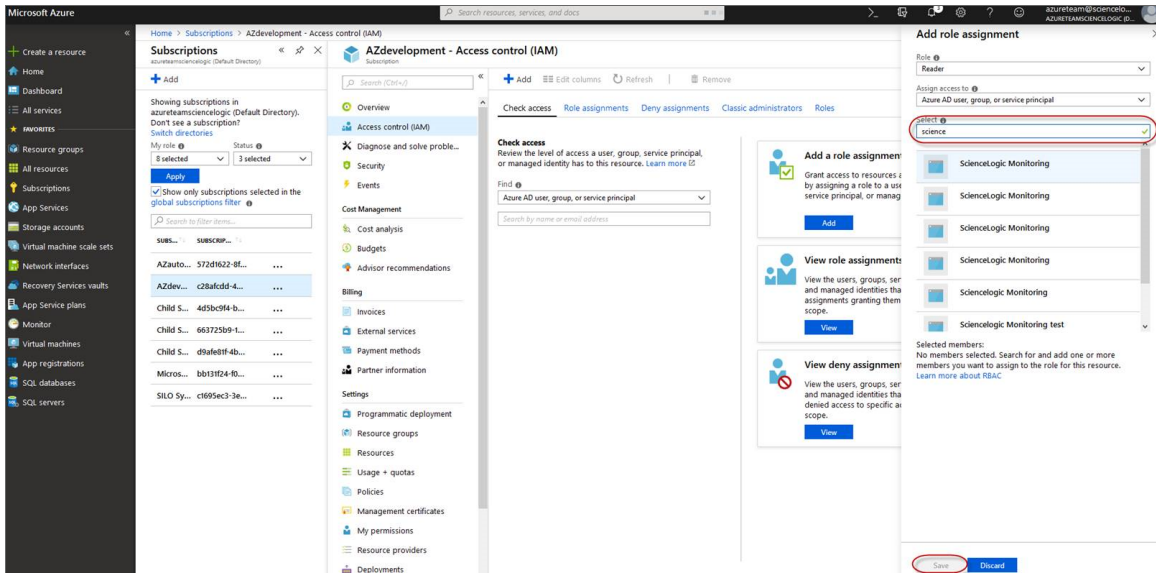 Microsoft Azure
Search resources, services, and docs
azureteam@sciencelo...
AZURETEAMSCIENCELOGIC (D...
«
Create a resource
Home
Dashboard
All services
FAVORITES
Resource groups
All resources
Subscriptions
App Services
Storage accounts
Virtual machine scale sets
Network interfaces
Recovery Services vaults
App Service plans
Monitor
Virtual machines
App registrations
SQL databases
SQL servers
Home > Subscriptions > AZdevelopment - Access control (IAM)
Subscriptions
azureteamsciencelogic (Default Directory)
Add
Showing subscriptions in
azureteamsciencelogic (Default Directory).
Don't see a subscription?
Switch directories
My role Status
8 selected 3 selected
Apply
Show only subscriptions selected in the
global subscriptions filter
Search to filter items...
SUBS... SUBSCRIP...
AZauto... 572d1622-8f... ...
AZdev... c28afcdd-4... ...
Child S... 4d5bc9f4-b... ...
Child S... 663725b9-1... ...
Child S... d9afe81f-4b... ...
Micros... bb131f24-f0... ...
SILO Sy... c1695ec3-3e... ...
AZdevelopment - Access control (IAM)
Subscription
Search (Ctrl+/)
Overview
Access control (IAM)
Diagnose and solve proble...
Security
Events
Cost Management
Cost analysis
Budgets
Advisor recommendations
Billing
Invoices
External services
Payment methods
Partner information
Settings
Programmatic deployment
Resource groups
Resources
Usage + quotas
Policies
Management certificates
My permissions
Resource providers
Deployments
Add Edit columns Refresh Remove
Check access Role assignments Deny assignments Classic administrators Roles
Check access
Review the level of access a user, group, service principal,
or managed identity has to this resource. Learn more
Find
Azure AD user, group, or service principal
Search by name or email address
Add a role assignment
Grant access to resources a
by assigning a role to a use
service principal, or manag
Add
View role assignments
View the users, groups, ser
and managed identities tha
assignments granting them
scope.
View
View deny assignment
View the users, groups, ser
and managed identities tha
denied access to specific a
scope.
View
Add role assignment
Role
Reader
Assign access to
Azure AD user, group, or service principal
Select
science
ScienceLogic Monitoring
ScienceLogic Monitoring
ScienceLogic Monitoring
ScienceLogic Monitoring
Sciencelogic Monitoring
Sciencelogic Monitoring test
Selected members:
No members selected. Search for and add one or more
members you want to assign to the role for this resource.
Learn more about RBAC
Save Discard